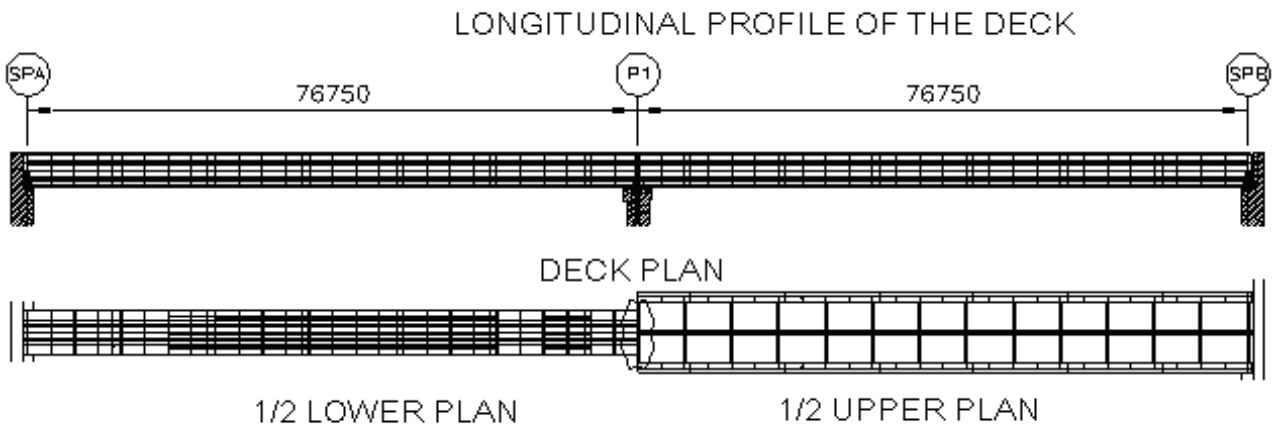 LONGITUDINAL PROFILE OF THE DECK
SPA P1 SPB
76750 76750
DECK PLAN
1/2 LOWER PLAN 1/2 UPPER PLAN